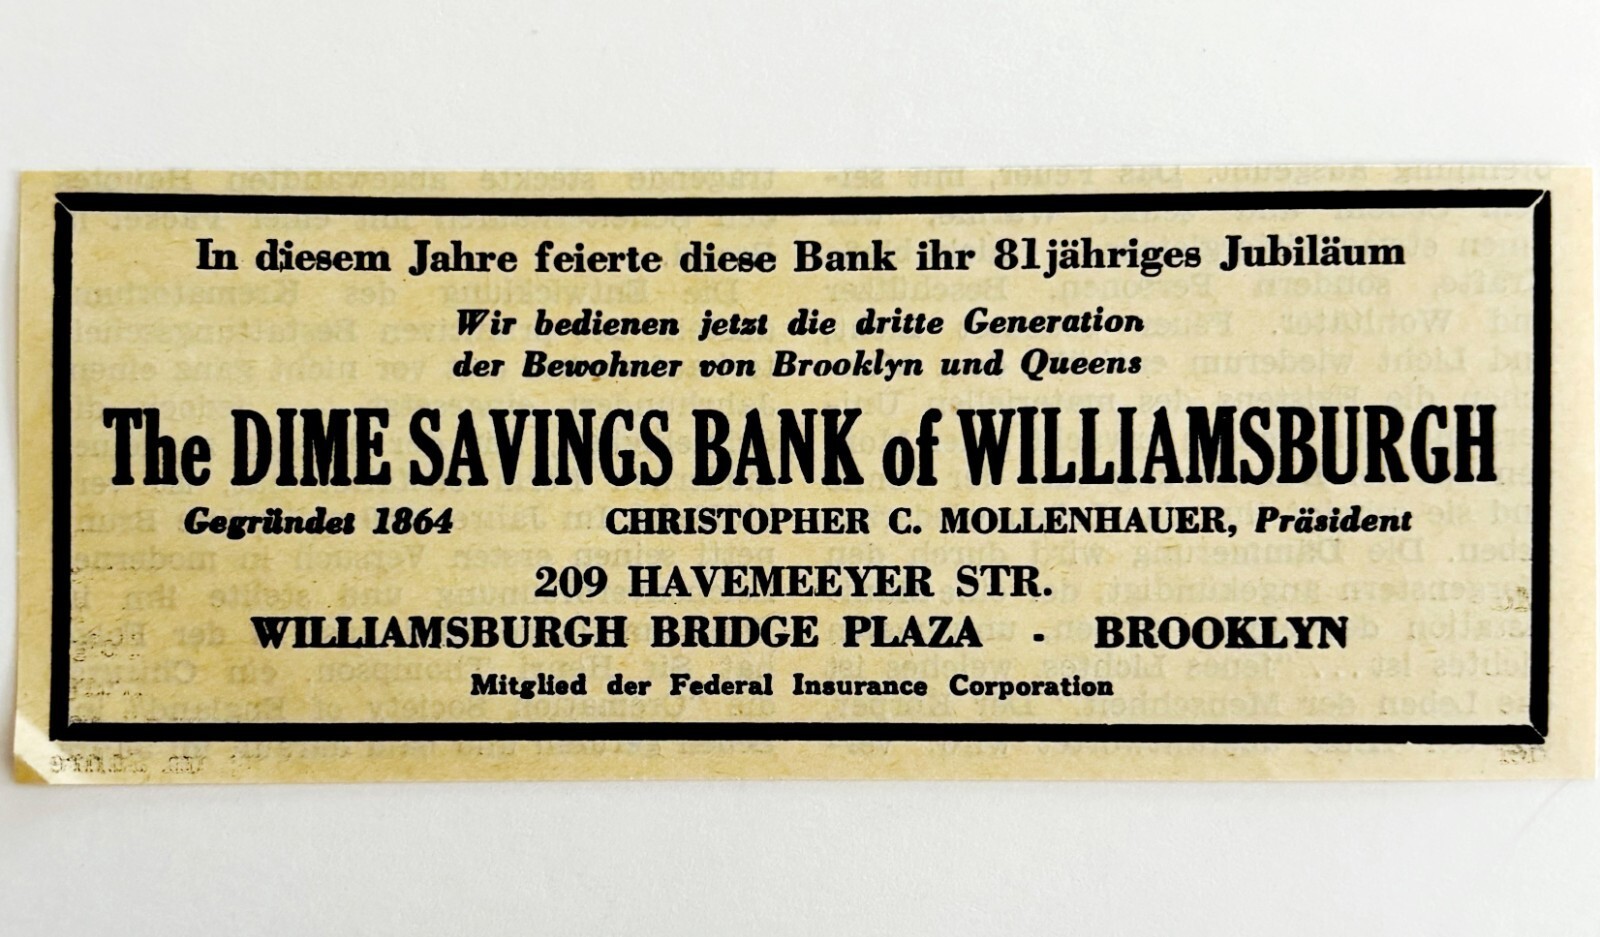 In diesem Jahre feierte diese Bank ihr 81jähriges Jubiläum
Wir bedienen jetzt die dritte Generation
der Bewohner von Brooklyn und Queens
The DIME SAVINGS BANK of WILLIAMSBURGH
Gegründet 1864 CHRISTOPHER C. MOLLENHAUER, Präsident
209 HAVEMEEYER STR.
WILLIAMSBURGH BRIDGE PLAZA - BROOKLYN
Mitglied der Federal Insurance Corporation